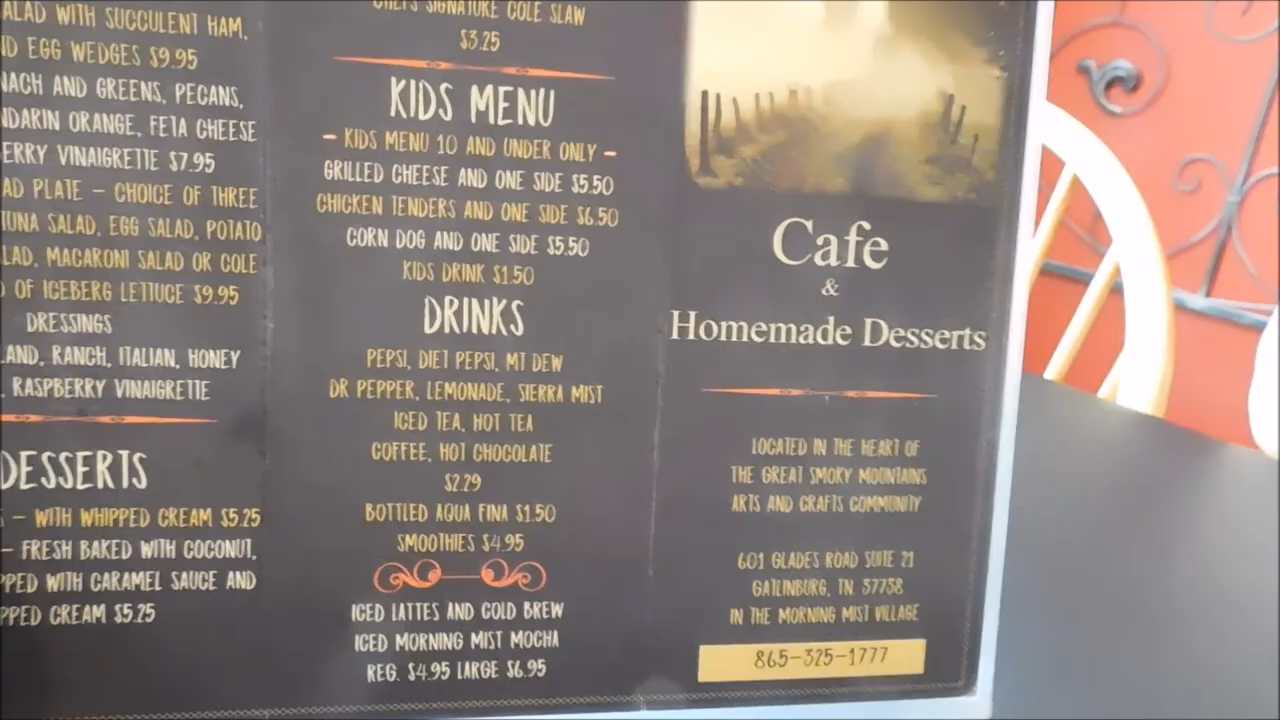 ALAD WITH SUCCULENT HAM,
ND EGG WEDGES $9.95
NACH AND GREENS, PECANS,
NDARIN ORANGE, FETA CHEESE
ERRY VINAIGRETTE $7.95
AD PLATE – CHOICE OF THREE
TUNA SALAD, EGG SALAD, POTATO
LAD, MACARONI SALAD OR COLE
OF ICEBERG LETTUCE $9.95
DRESSINGS
AND, RANCH, ITALIAN, HONEY
, RASPBERRY VINAIGRETTE
DESSERTS
S – WITH WHIPPED CREAM $5.25
– FRESH BAKED WITH COCONUT,
PPED WITH CARAMEL SAUCE AND
PPED CREAM $5.25
CHEFS SIGNATURE COLE SLAW
$3.25
KIDS MENU
– KIDS MENU 10 AND UNDER ONLY –
GRILLED CHEESE AND ONE SIDE $5.50
CHICKEN TENDERS AND ONE SIDE $6.50
CORN DOG AND ONE SIDE $5.50
KIDS DRINK $1.50
DRINKS
PEPSI, DIET PEPSI, MT DEW
DR PEPPER, LEMONADE, SIERRA MIST
ICED TEA, HOT TEA
COFFEE, HOT CHOCOLATE
$2.29
BOTTLED AQUA FINA $1.50
SMOOTHIES $4.95
ICED LATTES AND COLD BREW
ICED MORNING MIST MOCHA
REG. $4.95 LARGE $6.95
Cafe
&
Homemade Desserts
LOCATED IN THE HEART OF
THE GREAT SMOKY MOUNTAINS
ARTS AND CRAFTS COMMUNITY
601 GLADES ROAD SUITE 21
GATLINBURG, TN 37738
IN THE MORNING MIST VILLAGE
865-325-1777